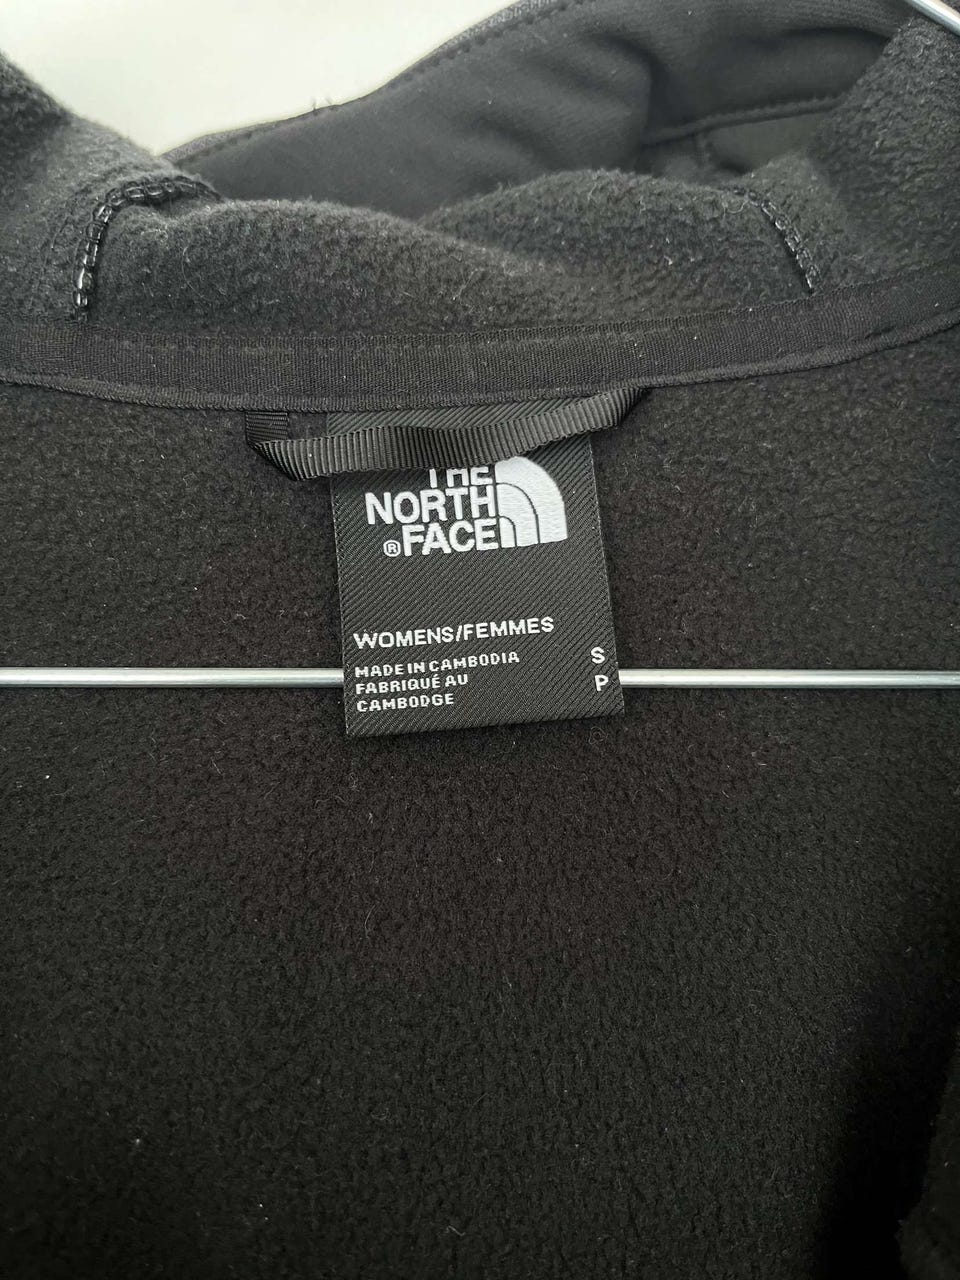 THE
NORTH
®FACE
WOMENS/FEMMES
MADE IN CAMBODIA
FABRIQUÉ AU
CAMBODGE
S
P